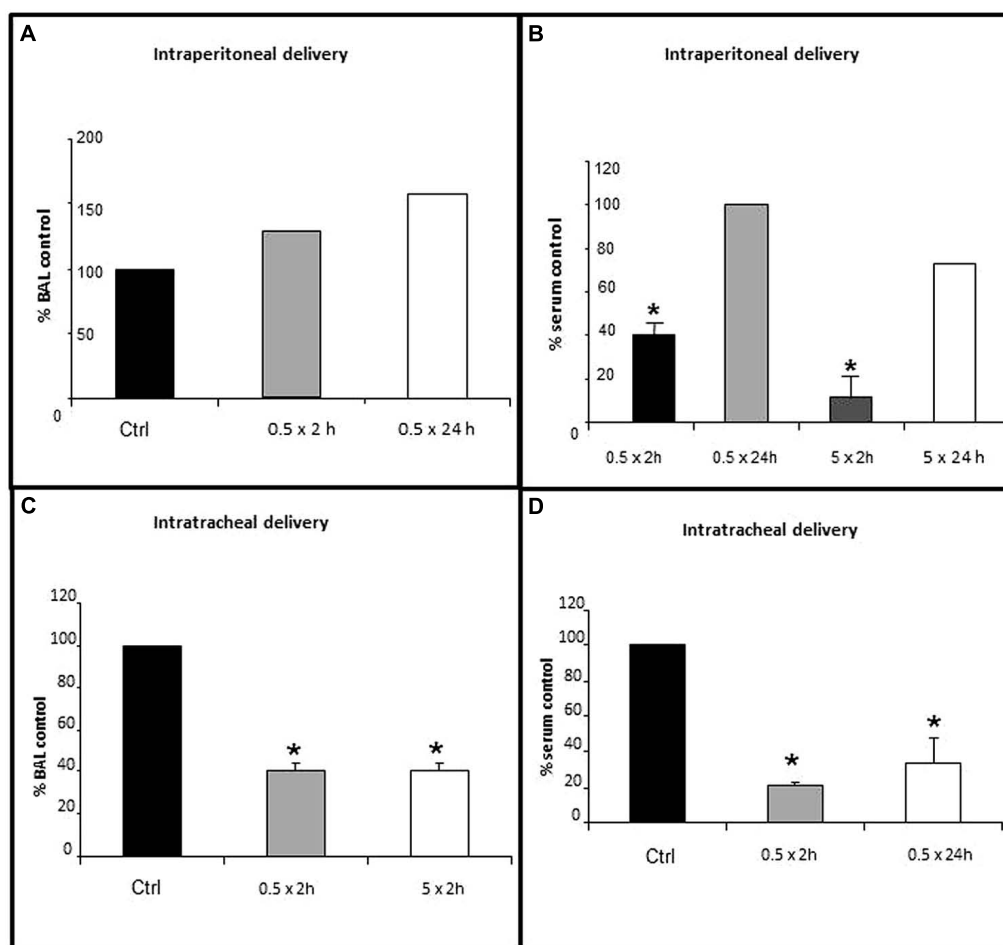 A
Intraperitoneal delivery
% BAL control
200
150
100
50
0
Ctrl 0.5 x 2 h 0.5 x 24 h
B
Intraperitoneal delivery
% serum control
120
100
80
60
40
20
0
*
*
0.5 x 2h 0.5 x 24h 5 x 2h 5 x 24 h
C
Intratracheal delivery
% BAL control
120
100
80
60
40
20
0
*
*
Ctrl 0.5 x 2h 5 x 2h
D
Intratracheal delivery
% serum control
120
100
80
60
40
20
0
*
*
Ctrl 0.5 x 2h 0.5 x 24h